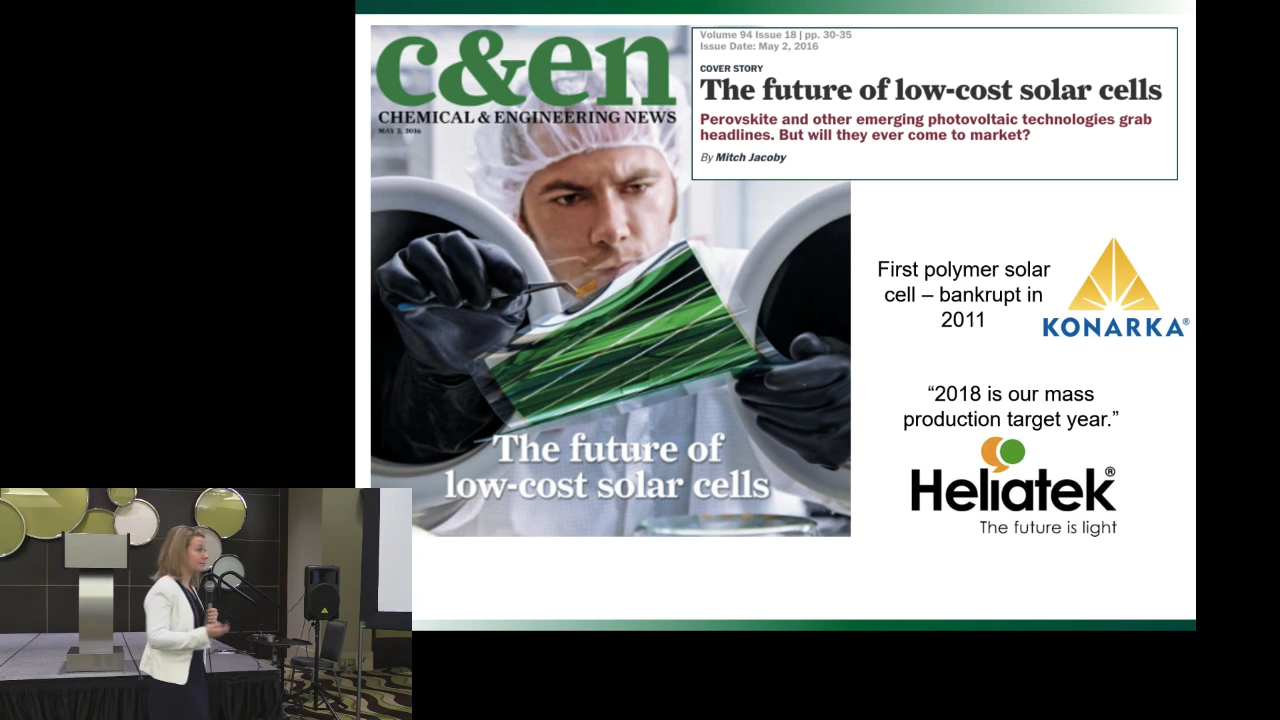 c&en
CHEMICAL & ENGINEERING NEWS
MAY 2, 2016
Volume 94 Issue 18 | pp. 30-35
Issue Date: May 2, 2016
COVER STORY
The future of low-cost solar cells
Perovskite and other emerging photovoltaic technologies grab
headlines. But will they ever come to market?
By Mitch Jacoby
First polymer solar
cell – bankrupt in
2011
KONARKA®
“2018 is our mass
production target year.”
Heliatek®
The future is light
The future of
low-cost solar cells